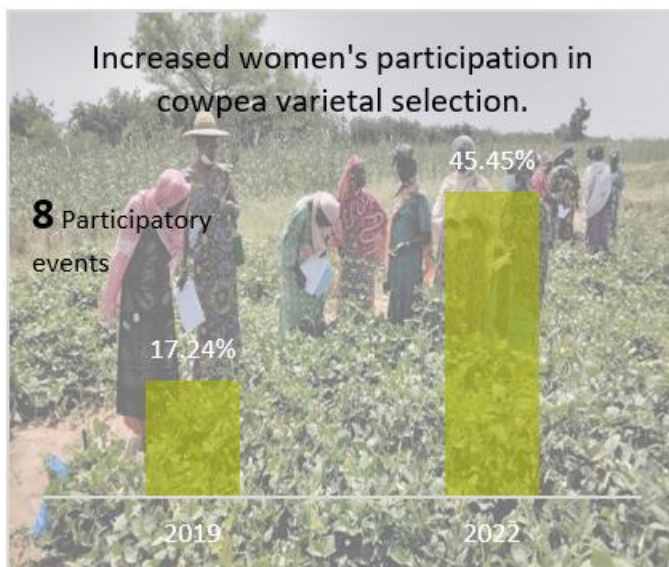 Increased women's participation in
cowpea varietal selection.
45.45%
8 Participatory
events
17.24%
2019
2022